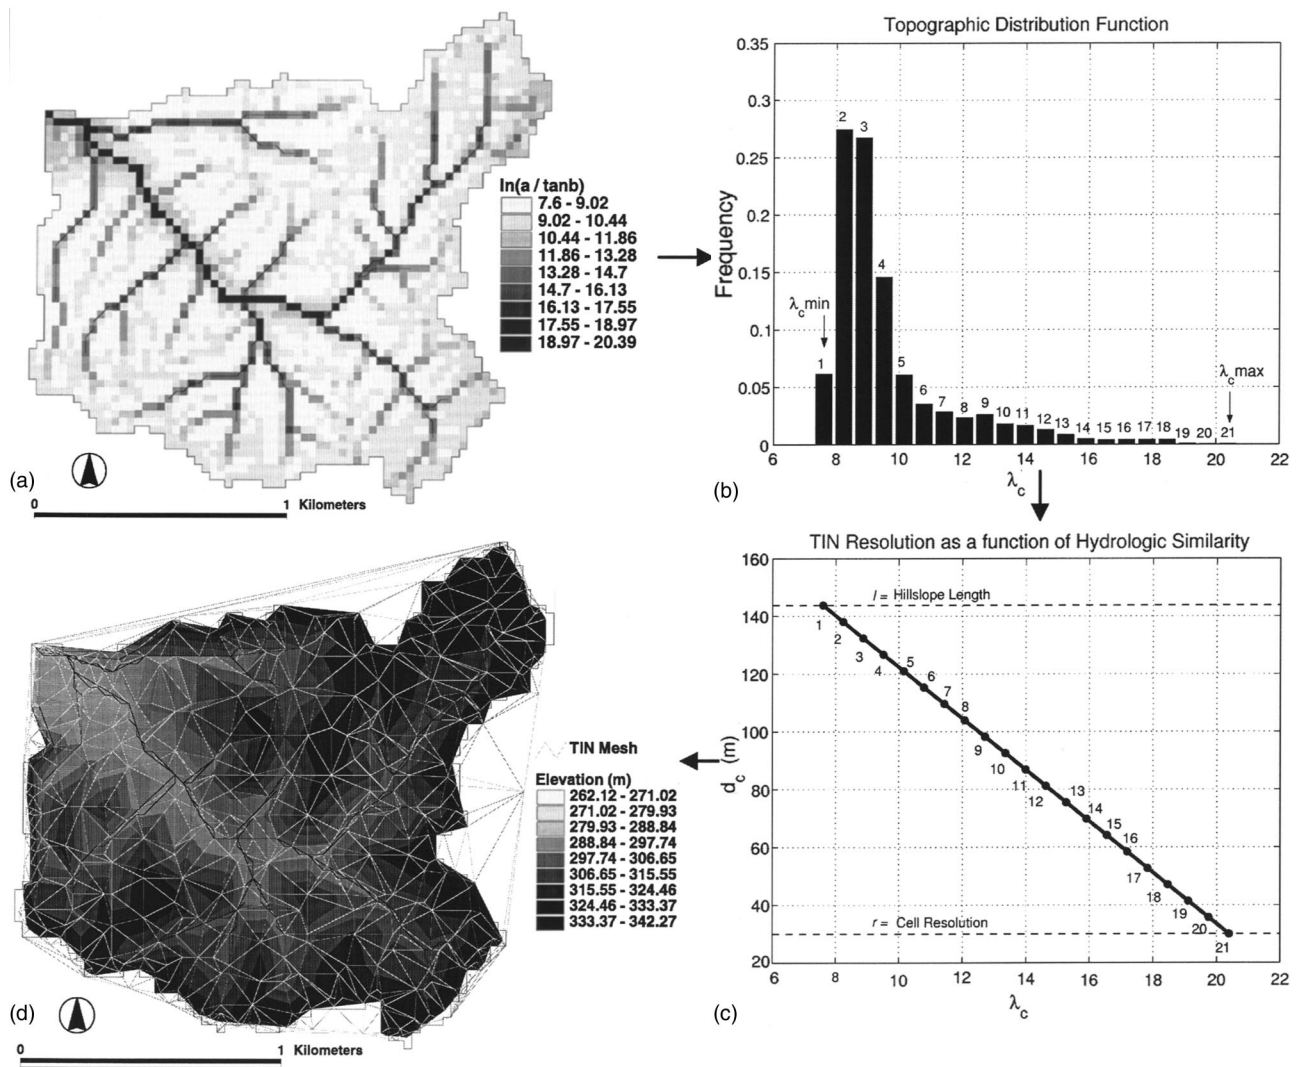 ln(a / tanb)
7.6 - 9.02
9.02 - 10.44
10.44 - 11.86
11.86 - 13.28
13.28 - 14.7
14.7 - 16.13
16.13 - 17.55
17.55 - 18.97
18.97 - 20.39
(a)
0 1 Kilometers
Topographic Distribution Function
Frequency
0.35
0.3
0.25
0.2
0.15
0.1
0.05
0
λc min
λc max
1 2 3 4 5 6 7 8 9 10 11 12 13 14 15 16 17 18 19 20 21
6 8 10 12 14 16 18 20 22
λc
(b)
TIN Resolution as a function of Hydrologic Similarity
dc (m)
160
140
120
100
80
60
40
20
l = Hillslope Length
1 2 3 4 5 6 7 8 9 10 11 12 13 14 15 16 17 18 19 20 21
r = Cell Resolution
6 8 10 12 14 16 18 20 22
λc
(c)
TIN Mesh
Elevation (m)
262.12 - 271.02
271.02 - 279.93
279.93 - 288.84
288.84 - 297.74
297.74 - 306.65
306.65 - 315.55
315.55 - 324.46
324.46 - 333.37
333.37 - 342.27
(d)
0 1 Kilometers